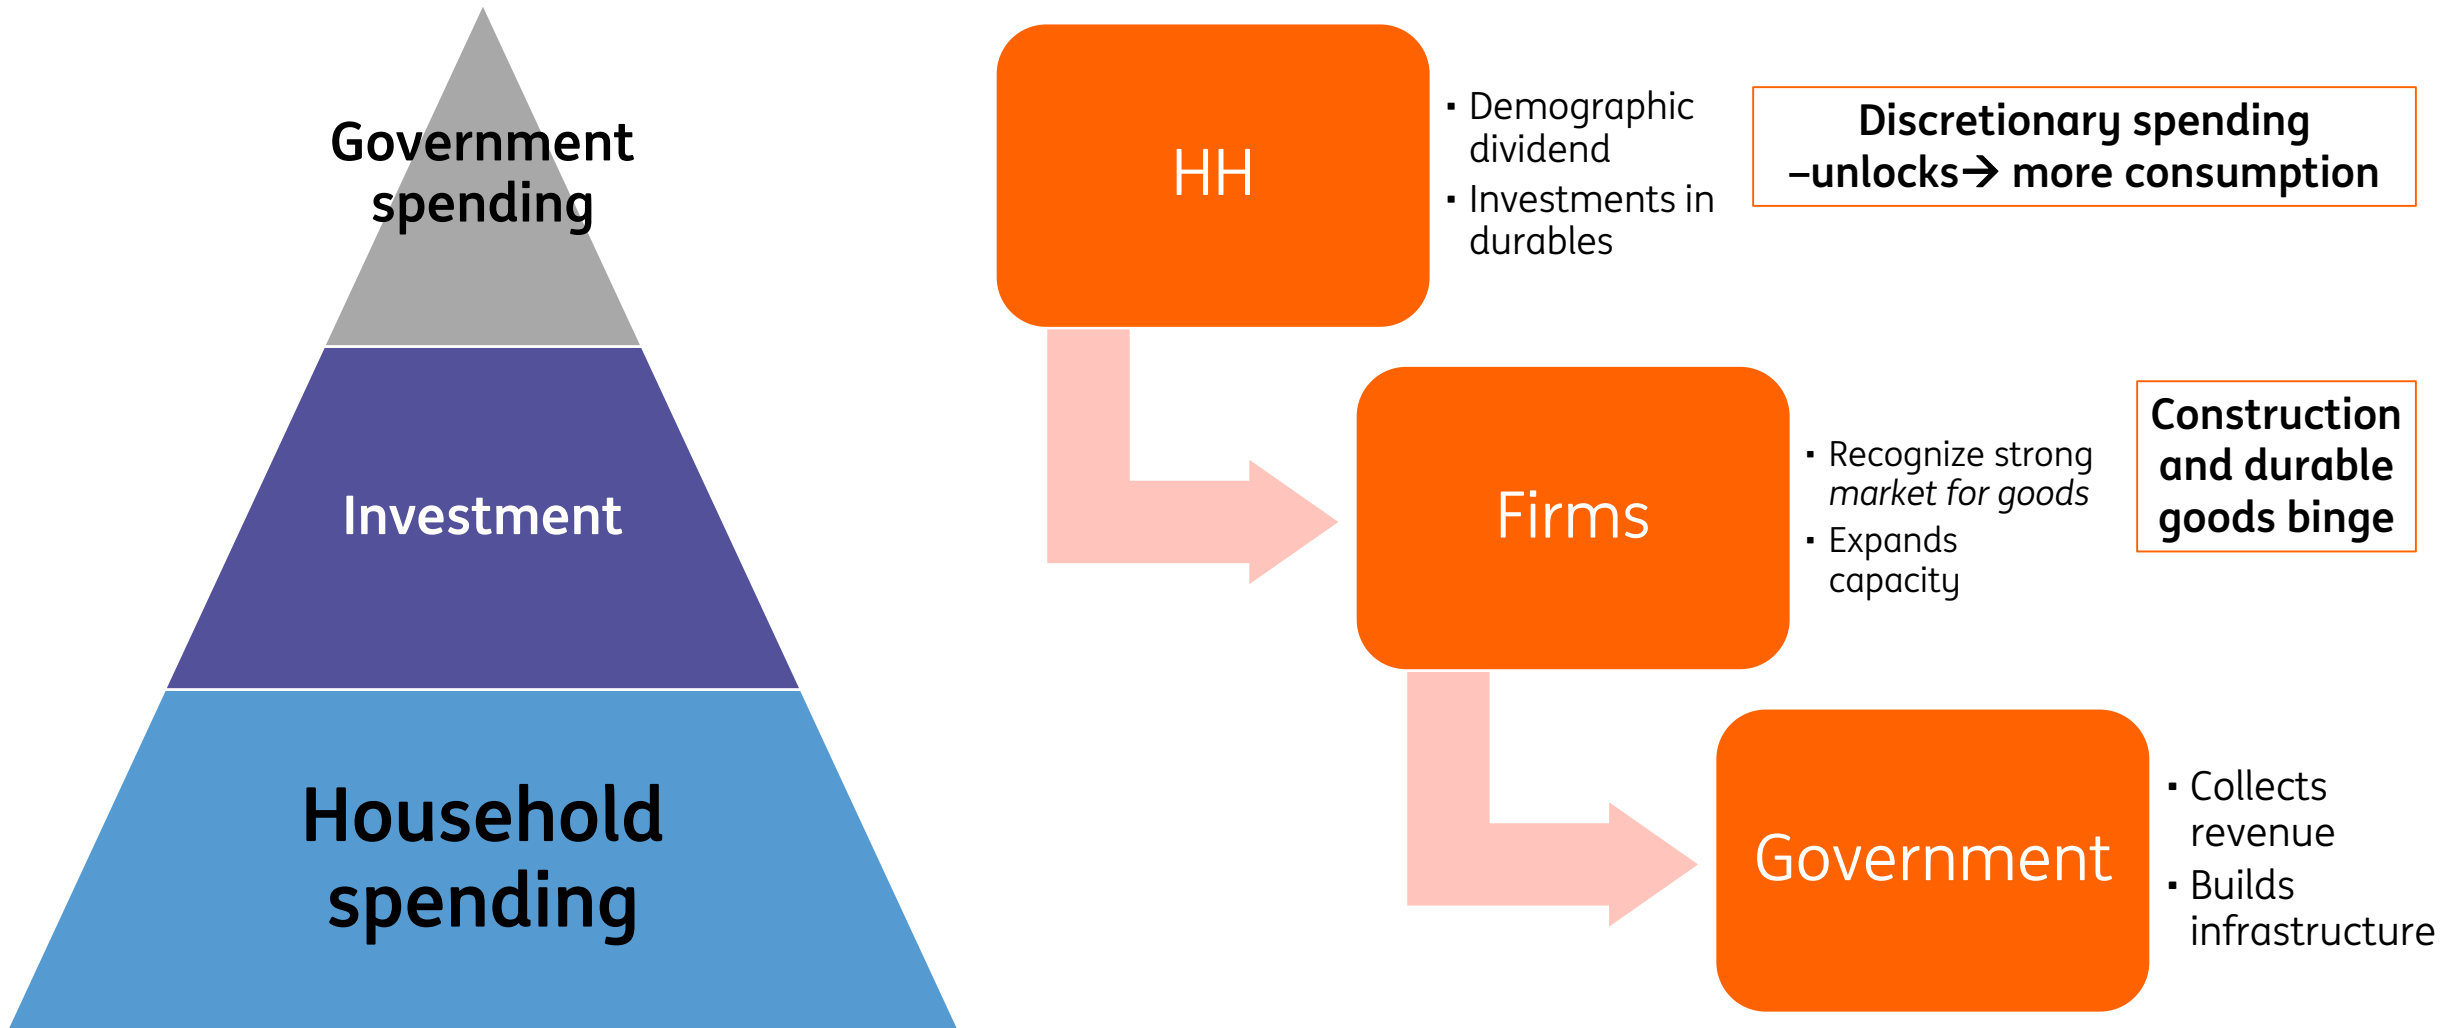 Government
spending
Investment
Household
spending
HH
▪ Demographic
dividend
▪ Investments in
durables
Discretionary spending
–unlocks→ more consumption
Firms
▪ Recognize strong
market for goods
▪ Expands
capacity
Construction
and durable
goods binge
Government
▪ Collects
revenue
▪ Builds
infrastructure